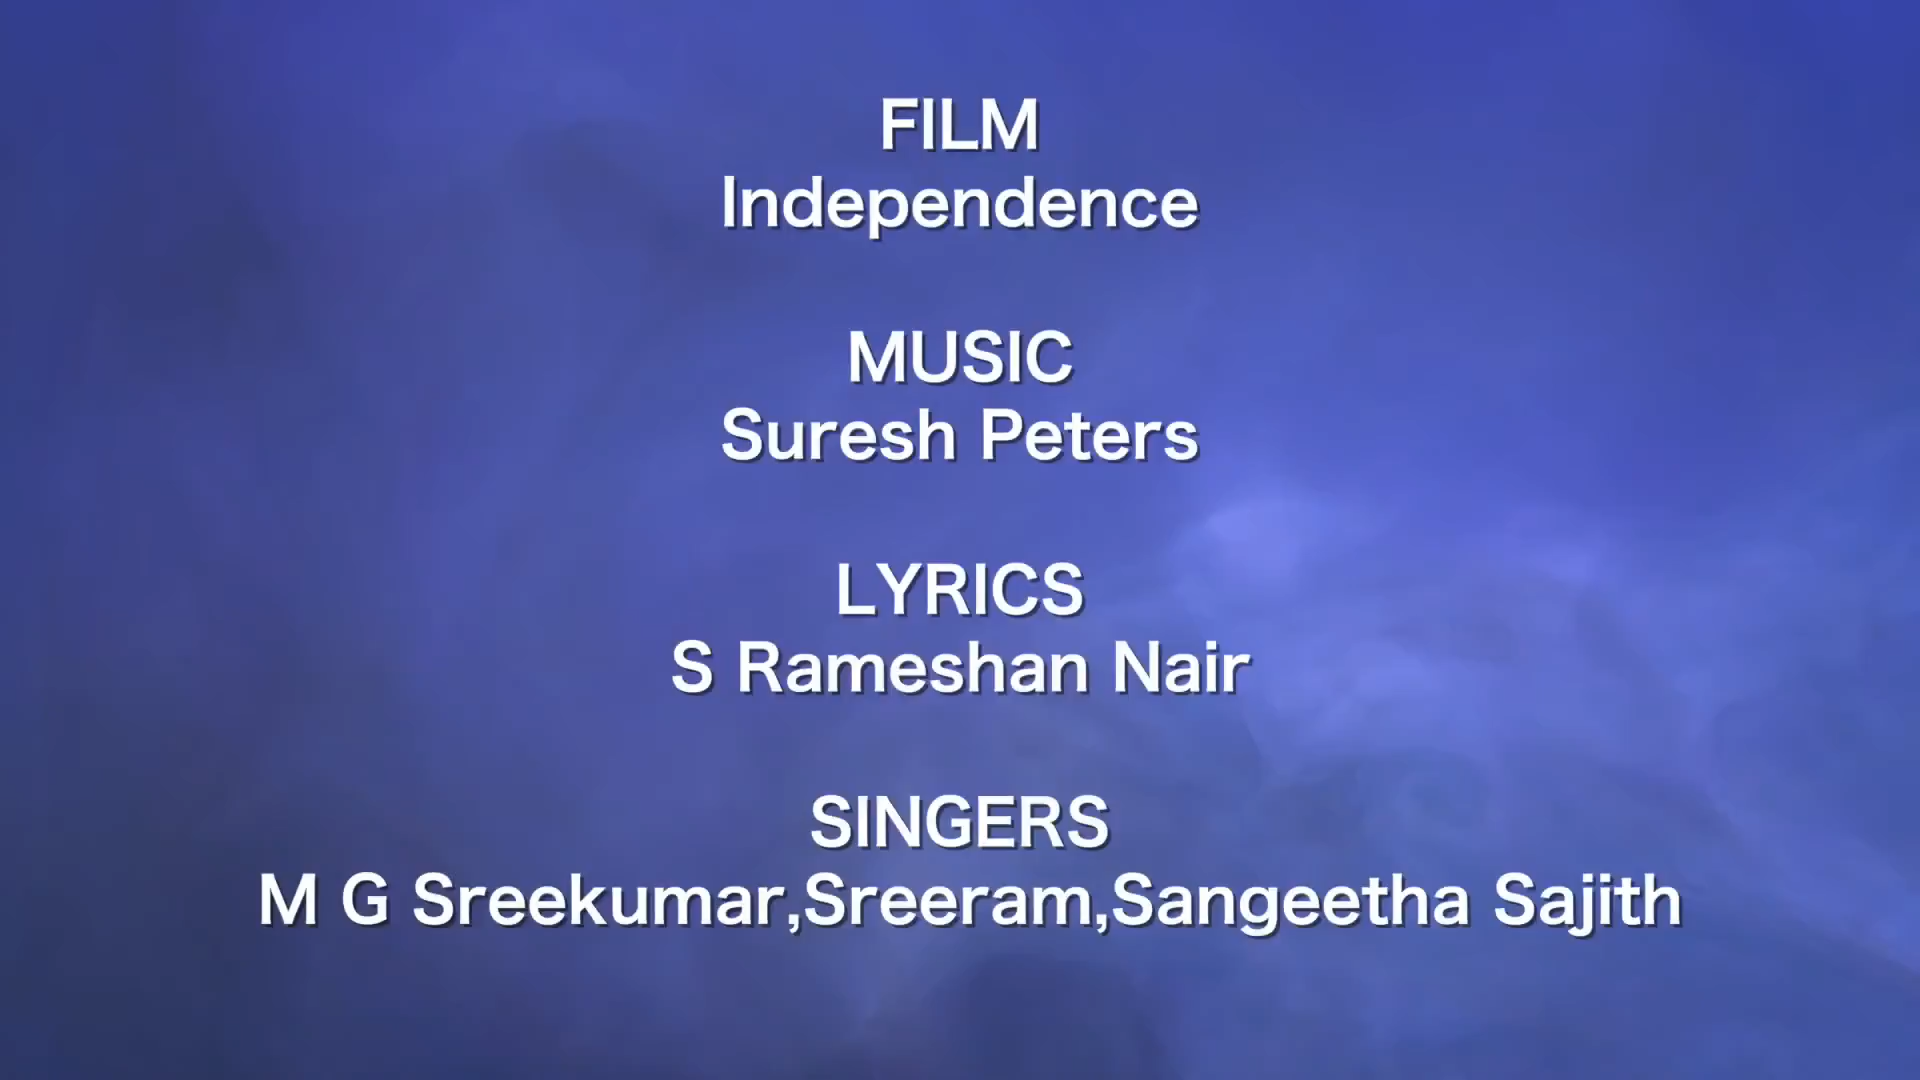 FILM
Independence
MUSIC
Suresh Peters
LYRICS
S Rameshan Nair
SINGERS
M G Sreekumar,Sreeram,Sangeetha Sajith